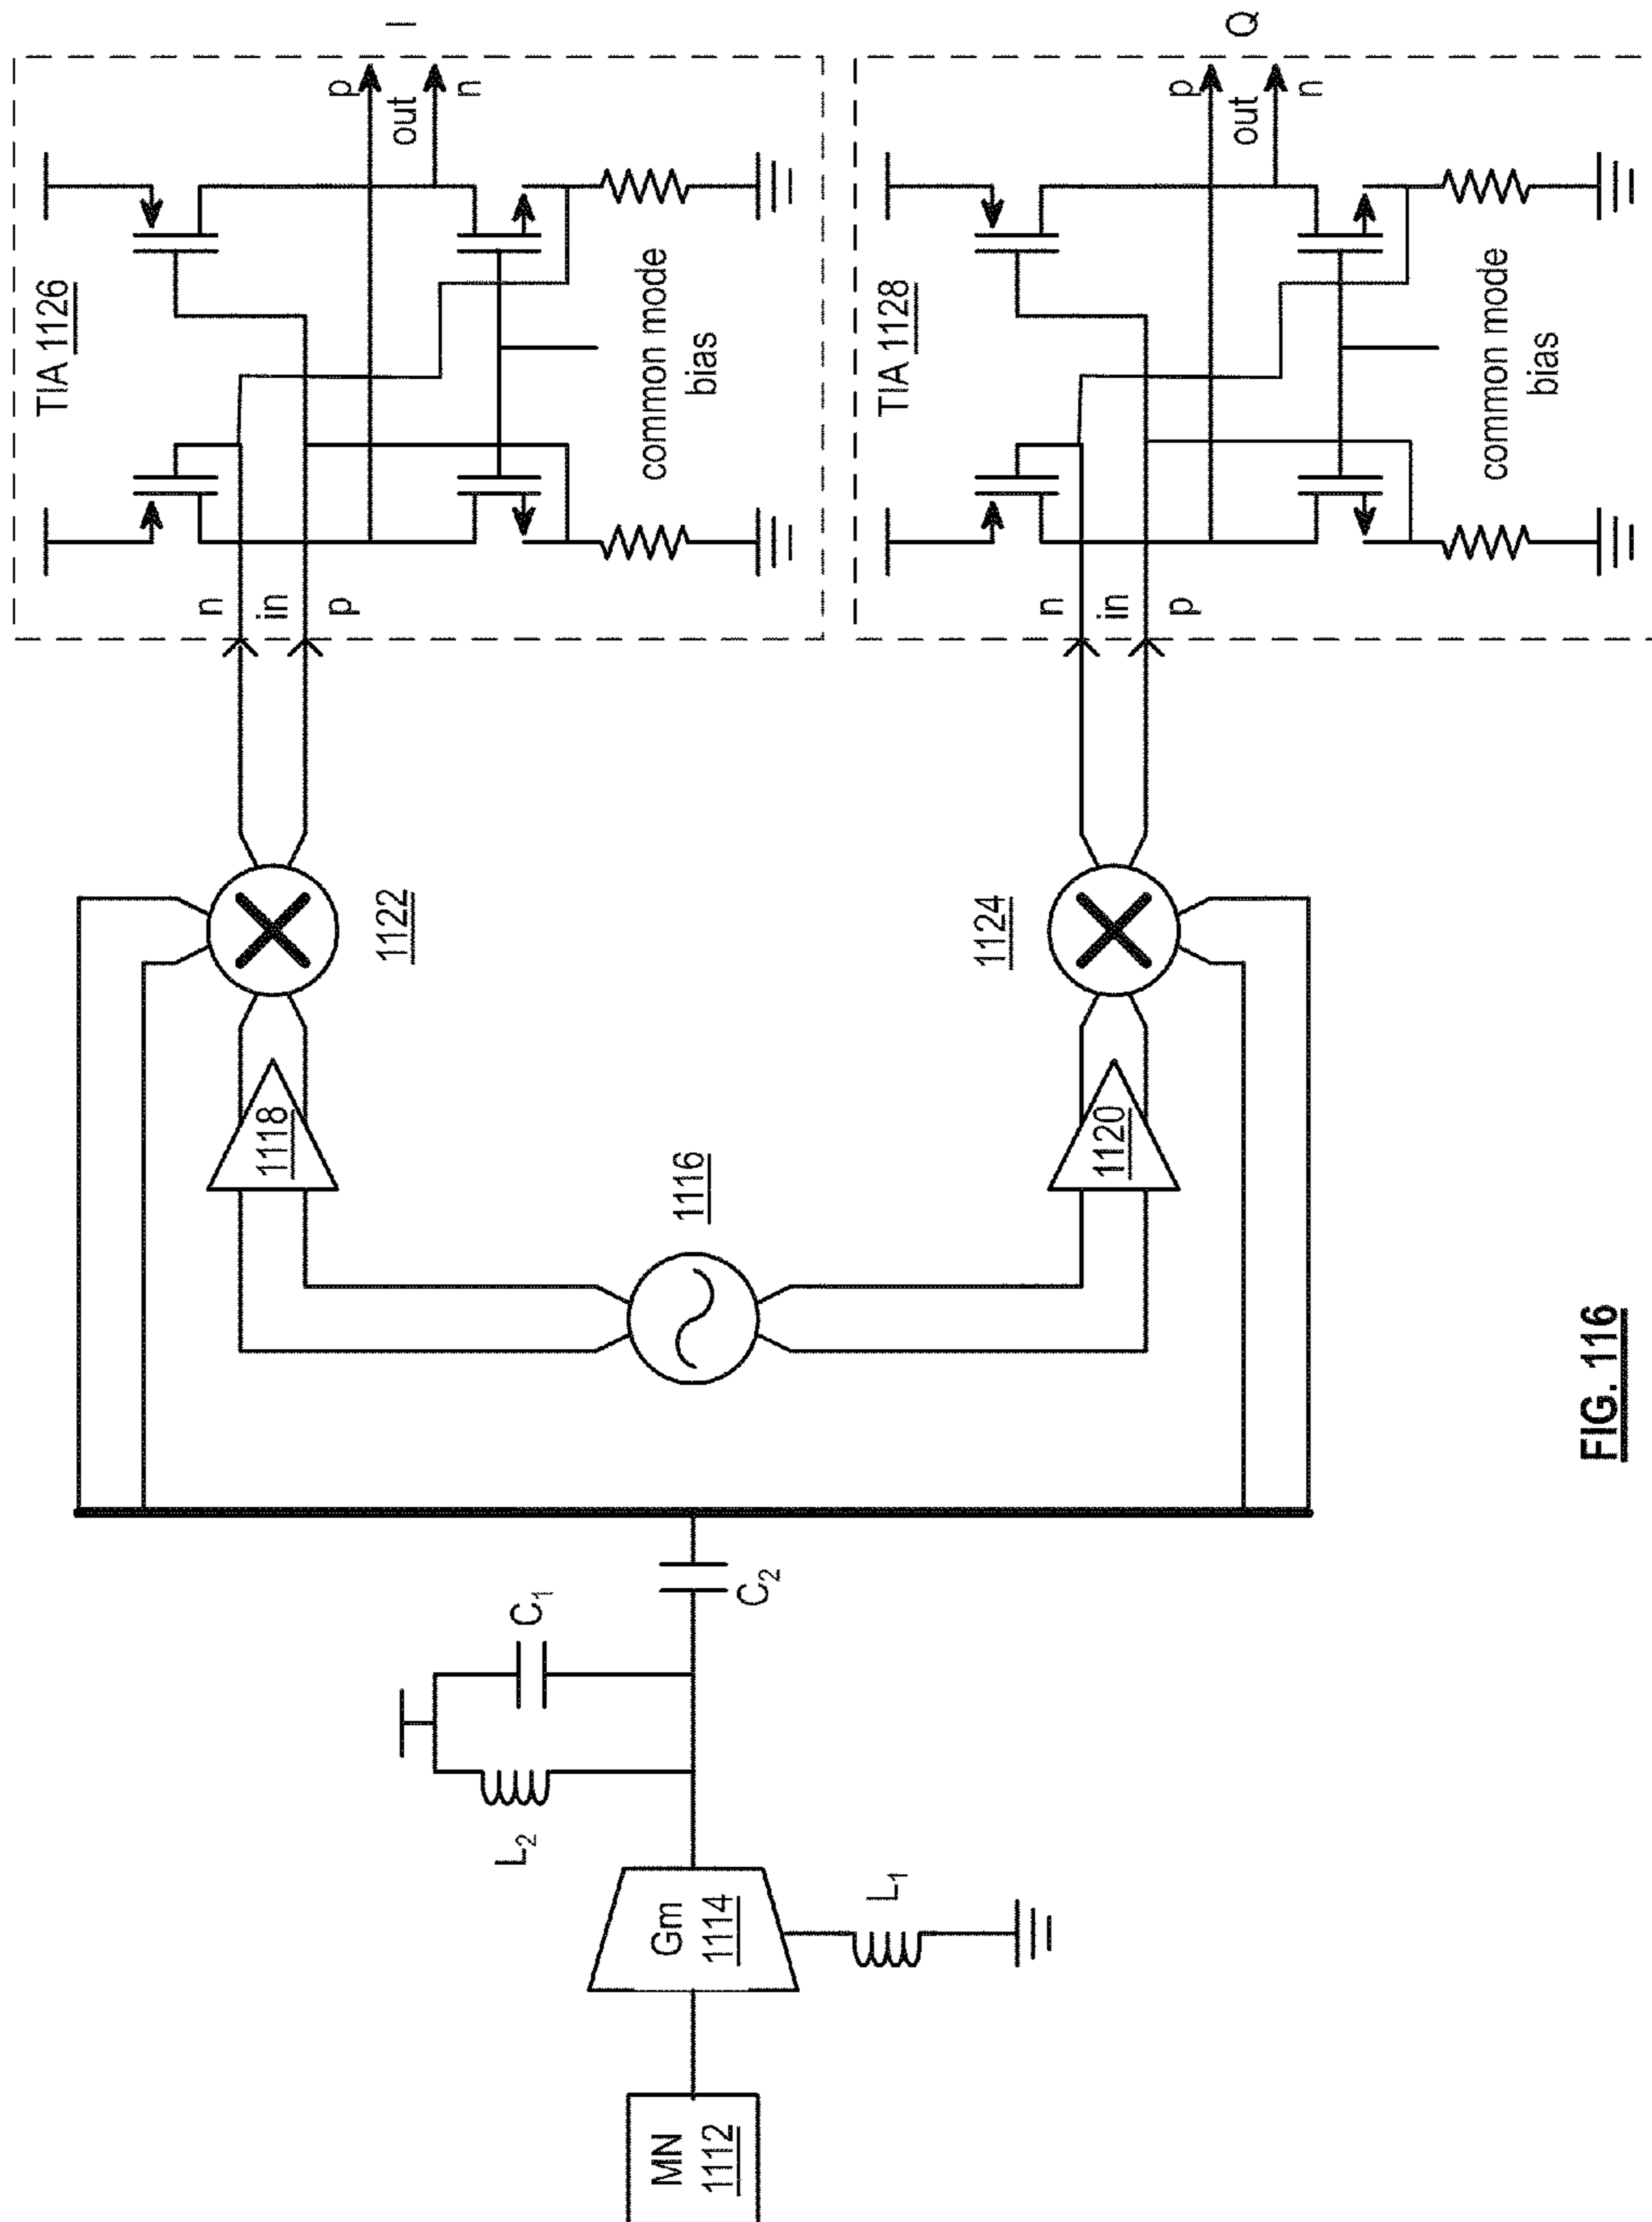 MN
1112
Gm
1114
L1
L2
C1
C2
1116
1118
1120
1122
1124
TIA 1126
n
in
p
common mode
bias
p
out
n
I
TIA 1128
n
in
p
common mode
bias
p
out
n
Q
FIG. 116